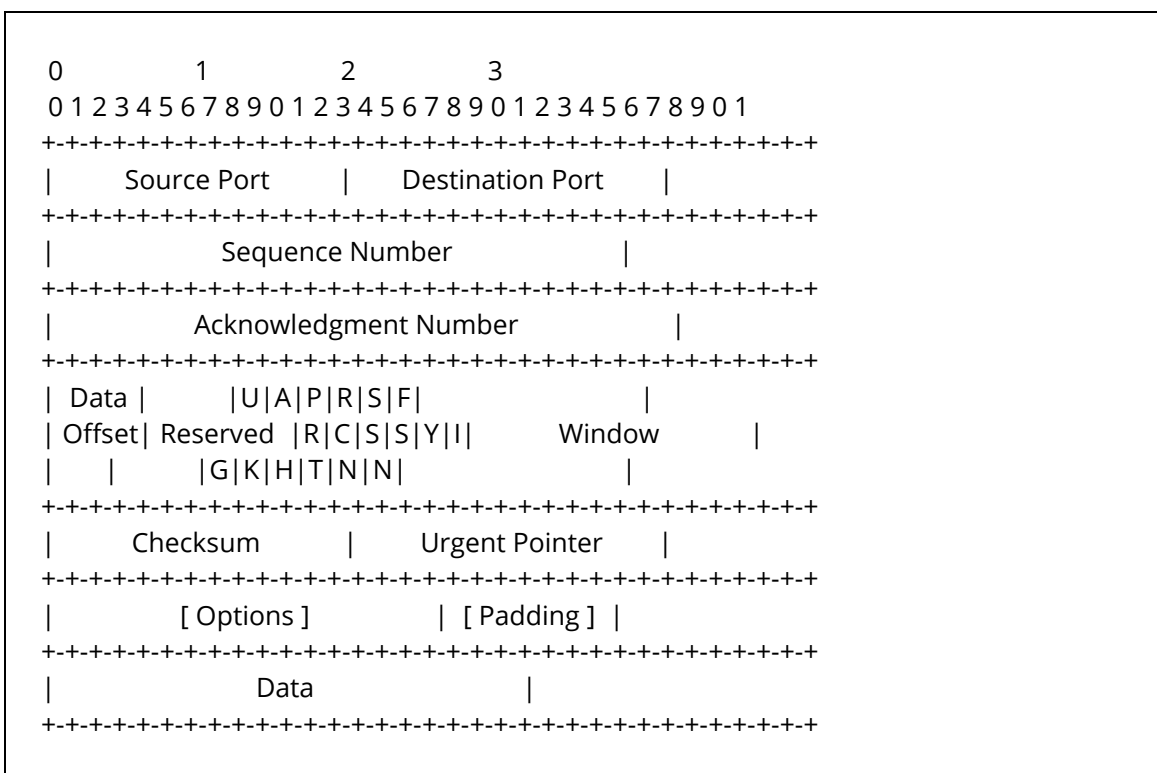 0 1 2 3
0 1 2 3 4 5 6 7 8 9 0 1 2 3 4 5 6 7 8 9 0 1 2 3 4 5 6 7 8 9 0 1
+-+-+-+-+-+-+-+-+-+-+-+-+-+-+-+-+-+-+-+-+-+-+-+-+-+-+-+-+-+-+-+-+
| Source Port | Destination Port |
+-+-+-+-+-+-+-+-+-+-+-+-+-+-+-+-+-+-+-+-+-+-+-+-+-+-+-+-+-+-+-+-+
| Sequence Number |
+-+-+-+-+-+-+-+-+-+-+-+-+-+-+-+-+-+-+-+-+-+-+-+-+-+-+-+-+-+-+-+-+
| Acknowledgment Number |
+-+-+-+-+-+-+-+-+-+-+-+-+-+-+-+-+-+-+-+-+-+-+-+-+-+-+-+-+-+-+-+-+
| Data | |U|A|P|R|S|F| |
| Offset| Reserved |R|C|S|S|Y|I| Window |
| | |G|K|H|T|N|N| |
+-+-+-+-+-+-+-+-+-+-+-+-+-+-+-+-+-+-+-+-+-+-+-+-+-+-+-+-+-+-+-+-+
| Checksum | Urgent Pointer |
+-+-+-+-+-+-+-+-+-+-+-+-+-+-+-+-+-+-+-+-+-+-+-+-+-+-+-+-+-+-+-+-+
| [ Options ] | [ Padding ] |
+-+-+-+-+-+-+-+-+-+-+-+-+-+-+-+-+-+-+-+-+-+-+-+-+-+-+-+-+-+-+-+-+
| Data |
+-+-+-+-+-+-+-+-+-+-+-+-+-+-+-+-+-+-+-+-+-+-+-+-+-+-+-+-+-+-+-+-+